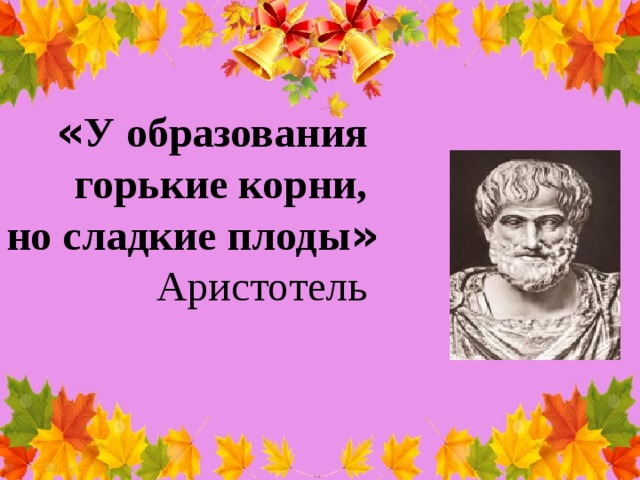 «У образования
горькие корни,
но сладкие плоды»
Аристотель